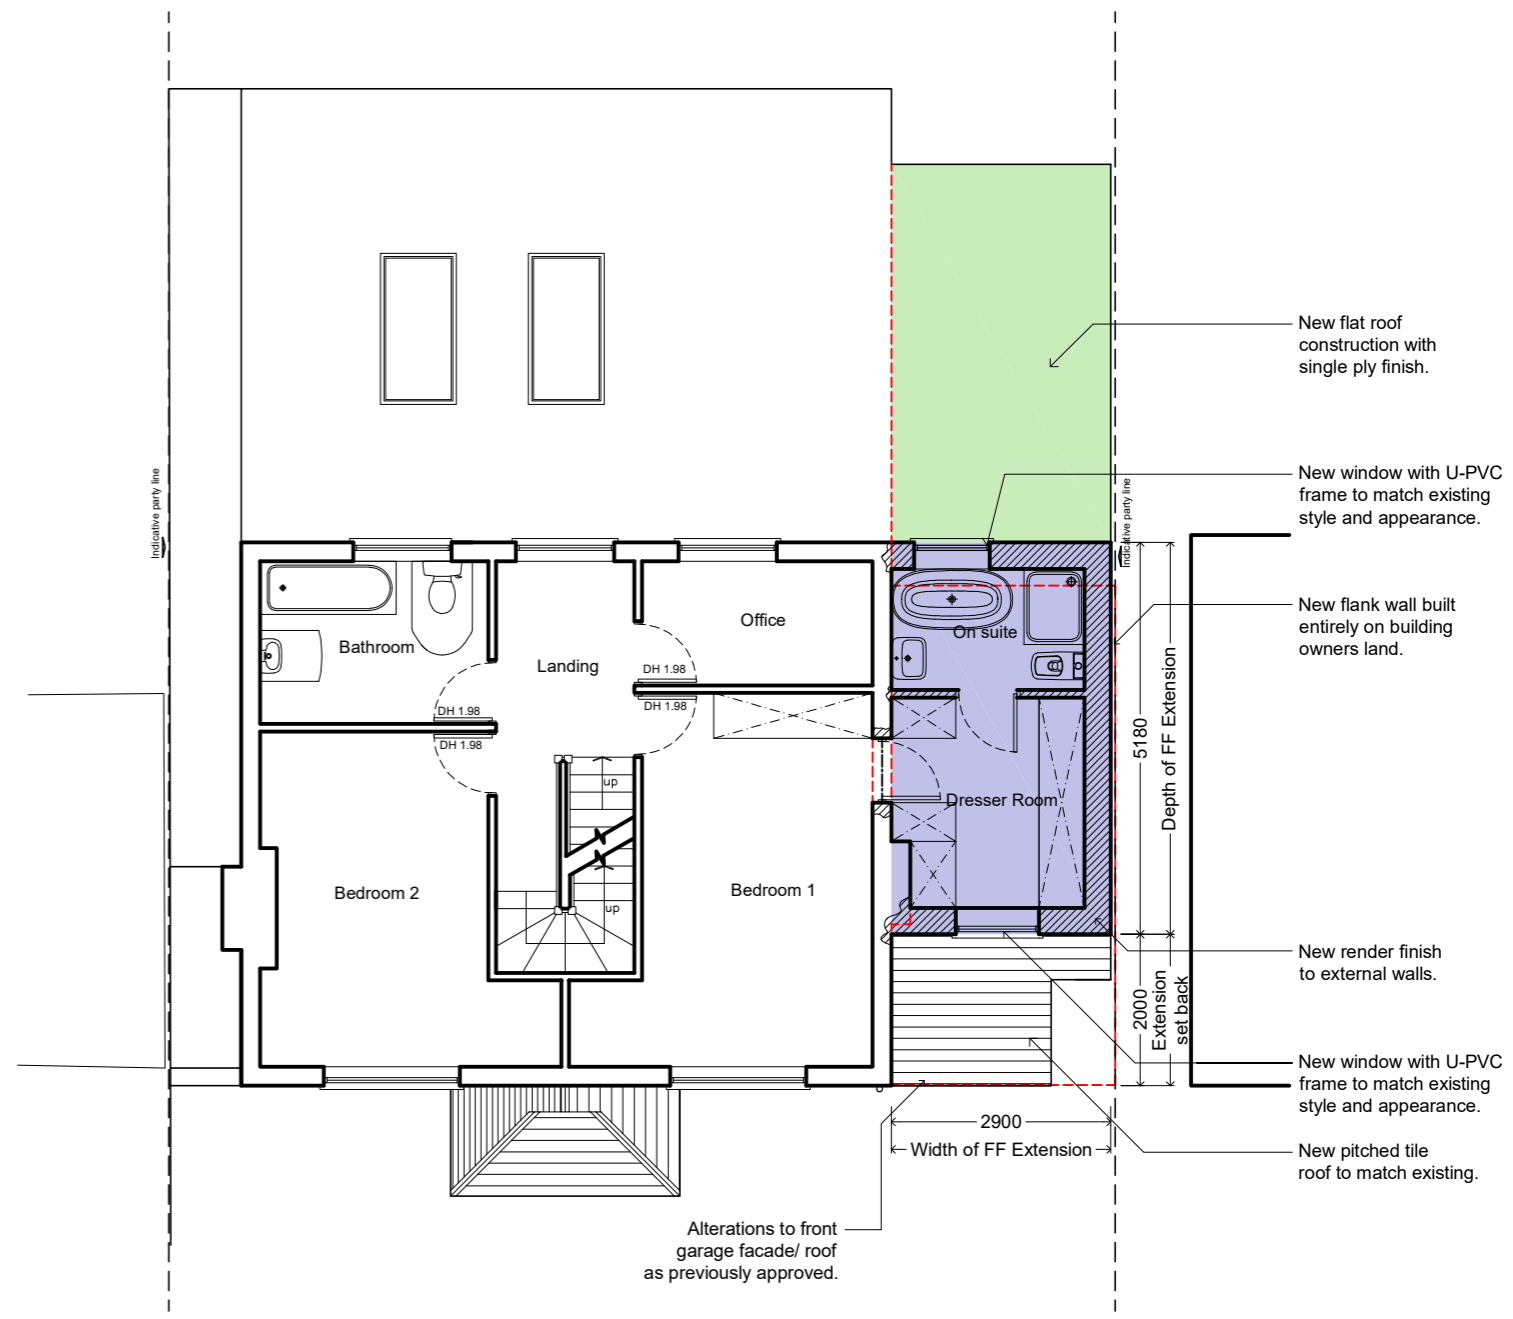 New flat roof
construction with
single ply finish.
Indicative party line
New window with U-PVC
frame to match existing
style and appearance.
Indicative party line
New flank wall built
entirely on building
owners land.
Office
On suite
Bathroom
Landing
DH 1.98
DH 1.98
DH 1.98
DH 1.98
5180
Depth of FF Extension
up
Dresser Room
Bedroom 2
Bedroom 1
x
up
New render finish
to external walls.
2000
Extension
set back
New window with U-PVC
frame to match existing
style and appearance.
2900
Width of FF Extension
New pitched tile
roof to match existing.
Alterations to front
garage facade/ roof
as previously approved.